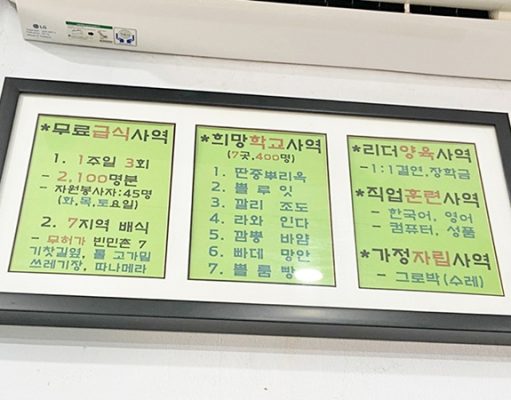 LG
*무료급식사역
1. 1주일 3회
- 2,100명분
- 자원봉사자:45명
(화,목,토요일)
2. 7지역 배식
- 무허가 빈민촌 7
기찻길옆, 똘 고가밑
쓰레기장, 따나메라
*희망학교사역
(7곳,400명)
1. 딴중뿌리옥
2. 쁠루잇
3. 깔리 조도
4. 라와 인다
5. 깜뽕 바얌
6. 빠데 망안
7. 쁠룸빵
*리더양육사역
- 1:1결연,장학금
*직업훈련사역
- 한국어, 영어
- 컴퓨터, 성품
*가정자립사역
- 그로박(수레)